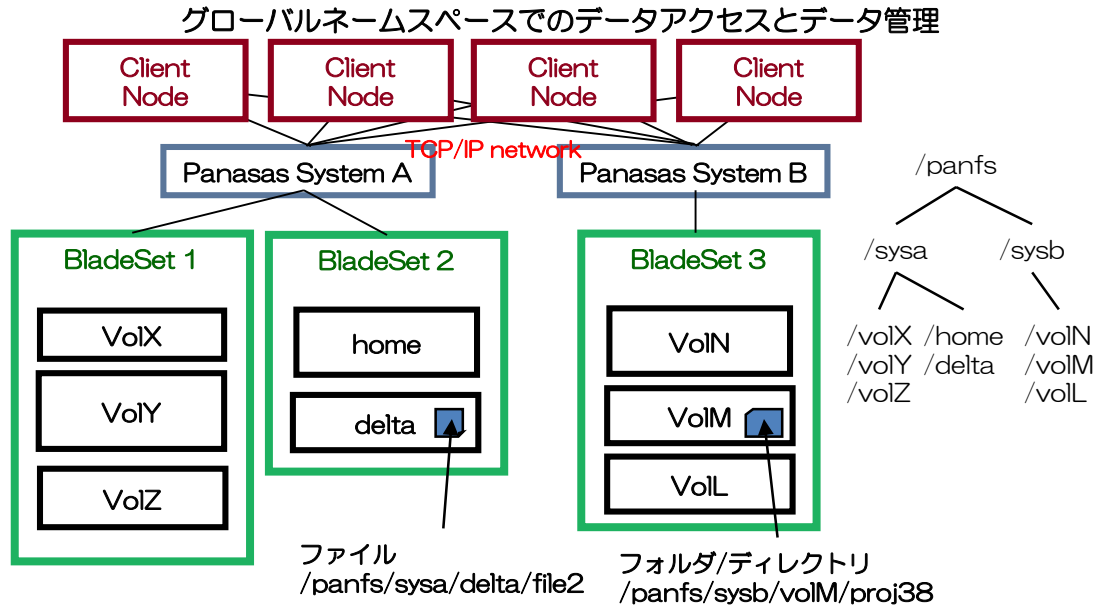 グローバルネームスペースでのデータアクセスとデータ管理
Client
Node
Client
Node
Client
Node
Client
Node
TCP/IP network
Panasas System A
Panasas System B
BladeSet 1
VolX
VolY
VolZ
BladeSet 2
home
delta
BladeSet 3
VolN
VolM
VolL
/panfs
/sysa
/sysb
/volX
/volY
/volZ
/home
/delta
/volN
/volM
/volL
ファイル
/panfs/sysa/delta/file2
フォルダ/ディレクトリ
/panfs/sysb/volM/proj38